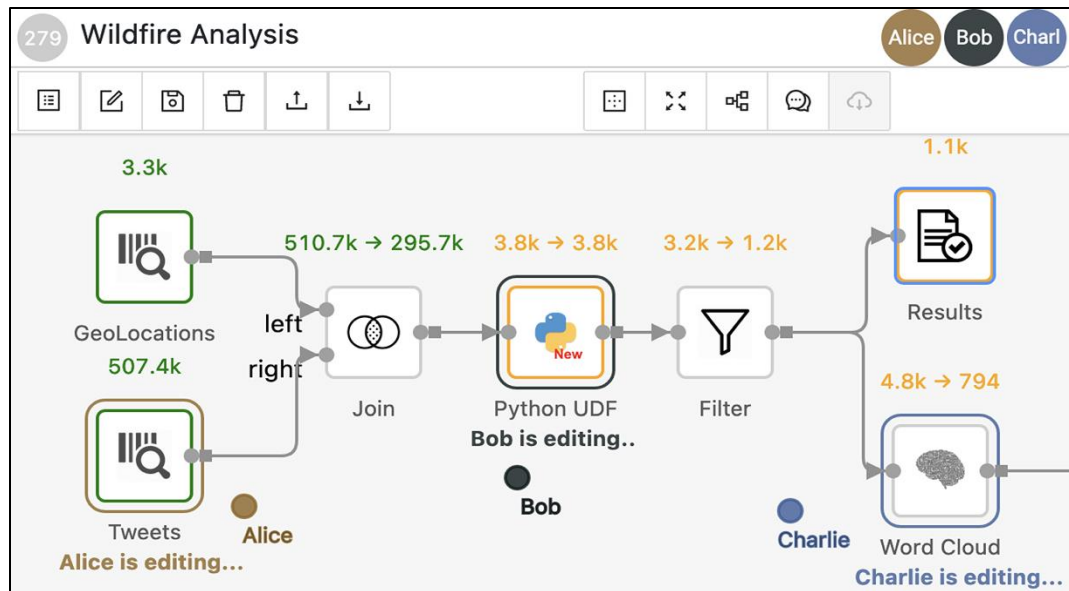 279 Wildfire Analysis
Alice Bob Charl
3.3k
1.1k
510.7k → 295.7k
3.8k → 3.8k
3.2k → 1.2k
GeoLocations
left
New
Results
507.4k
right
Join
Python UDF
Filter
4.8k → 794
Bob is editing..
Tweets
Alice
Bob
Charlie
Word Cloud
Alice is editing...
Charlie is editing...